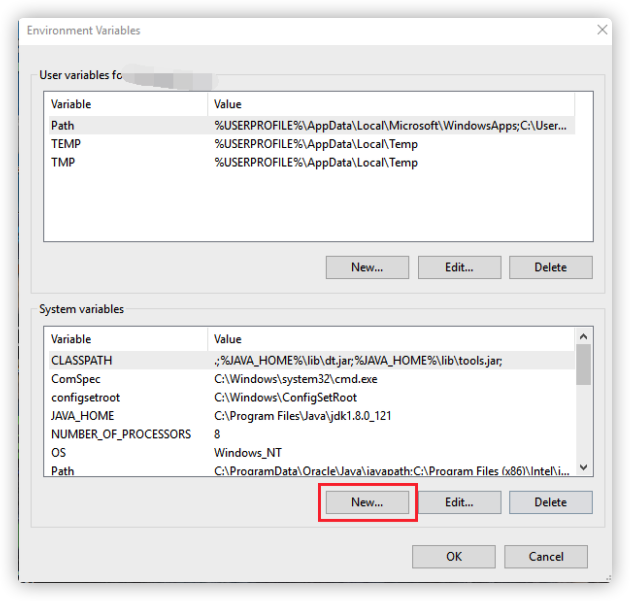 Environment Variables
User variables fo
Variable Value
Path %USERPROFILE%\AppData\Local\Microsoft\WindowsApps;C:\User...
TEMP %USERPROFILE%\AppData\Local\Temp
TMP %USERPROFILE%\AppData\Local\Temp
New... Edit... Delete
System variables
Variable Value
CLASSPATH .;%JAVA_HOME%\lib\dt.jar;%JAVA_HOME%\lib\tools.jar;
ComSpec C:\Windows\system32\cmd.exe
configsetroot C:\Windows\ConfigSetRoot
JAVA_HOME C:\Program Files\Java\jdk1.8.0_121
NUMBER_OF_PROCESSORS 8
OS Windows_NT
Path C:\ProgramData\Oracle\Java\javapath;C:\Program Files (x86)\Intel\i...
New... Edit... Delete
OK Cancel